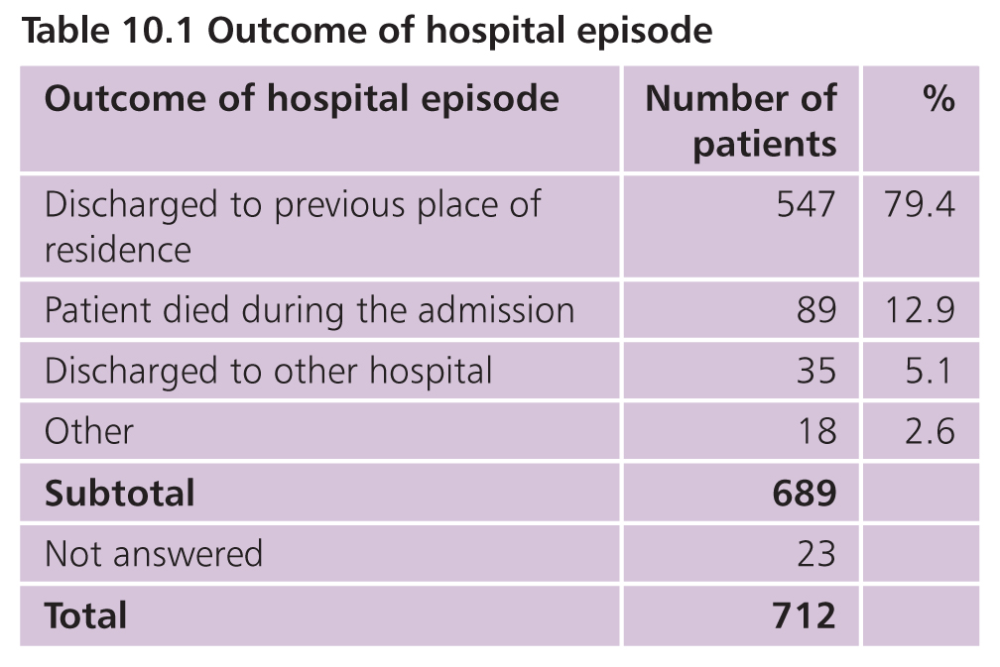 Table 10.1 Outcome of hospital episode
Outcome of hospital episode Number of patients %
Discharged to previous place of residence 547 79.4
Patient died during the admission 89 12.9
Discharged to other hospital 35 5.1
Other 18 2.6
Subtotal 689
Not answered 23
Total 712